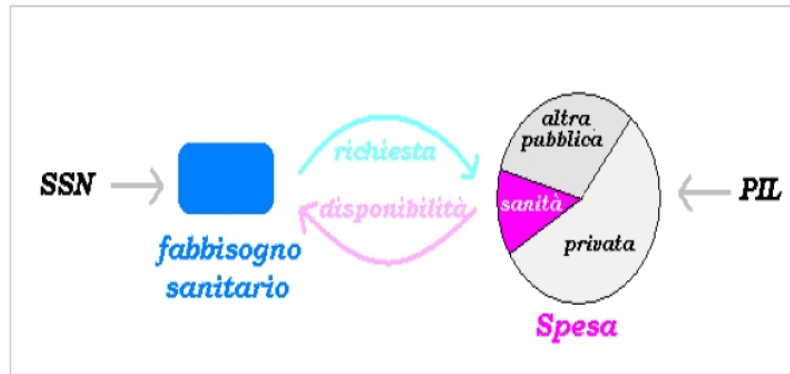 altra
pubblica
richiesta
SSN
sanità
PIL
disponibilità
privata
fabbisogno
sanitario
Spesa